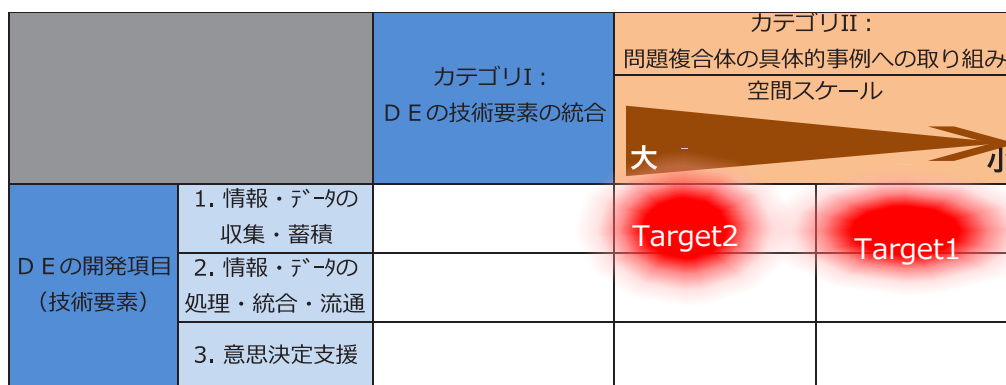 カテゴリI：
ＤＥの技術要素の統合
カテゴリII：
問題複合体の具体的事例への取り組み
空間スケール
大
小
ＤＥの開発項目
（技術要素）
1. 情報・ﾃﾞｰﾀの
収集・蓄積
2. 情報・ﾃﾞｰﾀの
処理・統合・流通
3. 意思決定支援
Target2
Target1